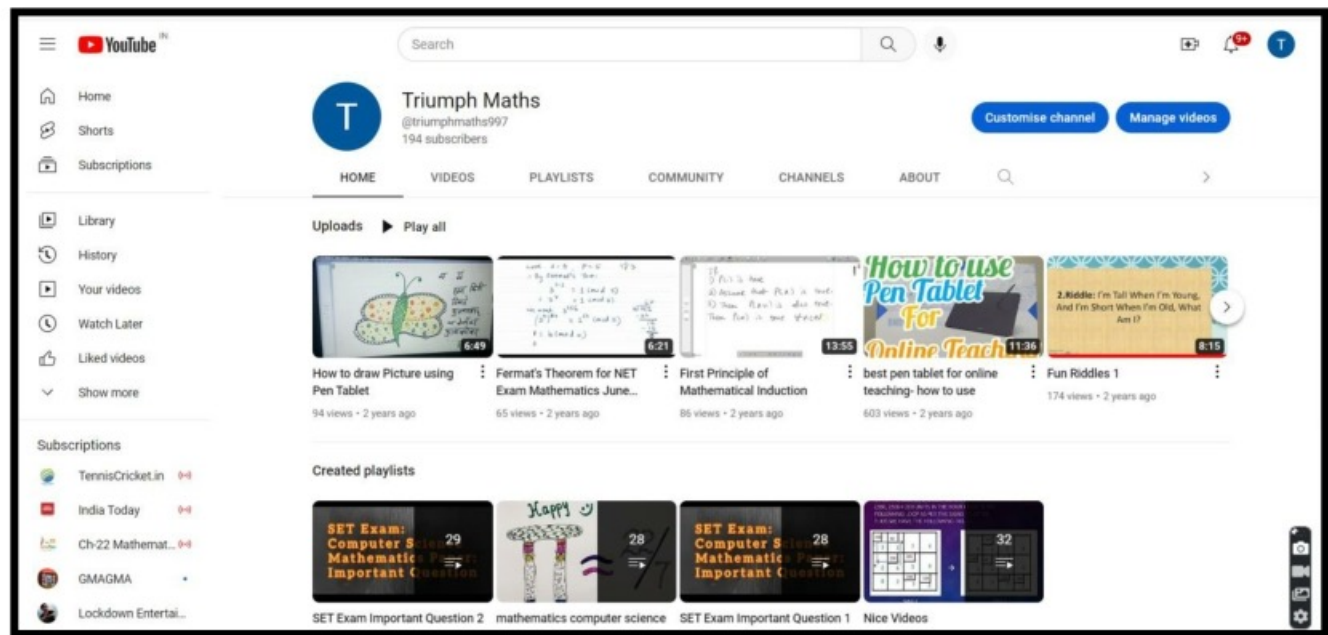 YouTube IN
Search
9+
T
Home
Shorts
Subscriptions
Library
History
Your videos
Watch Later
Liked videos
Show more
Subscriptions
TennisCricket.in
India Today
Ch-22 Mathemat...
GMAGMA
Lockdown Entertai...
T
Triumph Maths
@triumphmaths997
194 subscribers
Customise channel
Manage videos
HOME VIDEOS PLAYLISTS COMMUNITY CHANNELS ABOUT
Uploads Play all
6:49
How to draw Picture using
Pen Tablet
94 views • 2 years ago
6:21
Fermat's Theorem for NET
Exam Mathematics June...
65 views • 2 years ago
13:55
First Principle of
Mathematical Induction
86 views • 2 years ago
How to use
Pen Tablet
For
Online Teach
11:36
best pen tablet for online
teaching- how to use
603 views • 2 years ago
2.Riddle: I'm Tall When I'm Young,
And I'm Short When I'm Old, What
Am I?
8:15
Fun Riddles 1
174 views • 2 years ago
Created playlists
SET Exam:
Computer
Mathematics
Important Question
29
SET Exam Important Question 2
Happy
22/7
28
mathematics computer science
SET Exam:
Computer
Mathematics
Important Question
28
SET Exam Important Question 1
32
Nice Videos